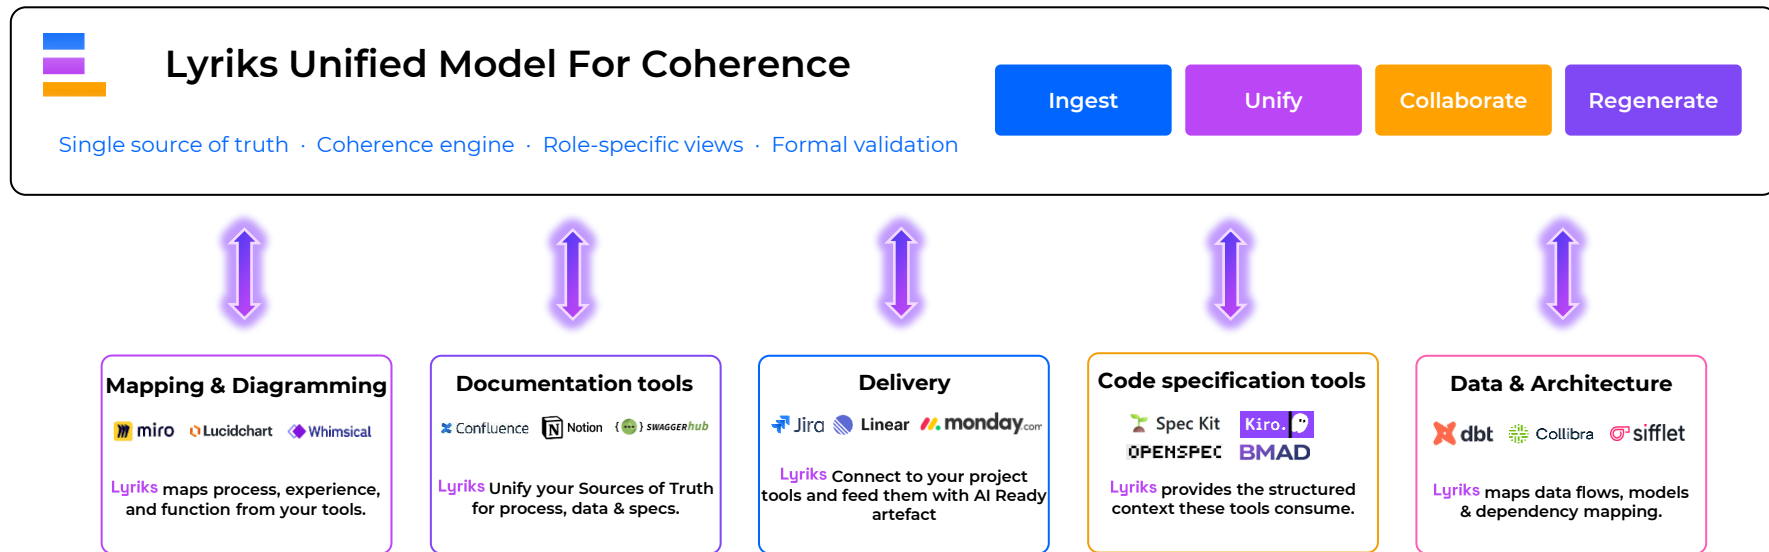 Lyriks Unified Model For Coherence
Single source of truth · Coherence engine · Role-specific views · Formal validation
Ingest
Unify
Collaborate
Regenerate
Mapping & Diagramming
miro
Lucidchart
Whimsical
Lyriks maps process, experience,
and function from your tools.
Documentation tools
Confluence
Notion
SWAGGERhub
Lyriks Unify your Sources of Truth
for process, data & specs.
Delivery
Jira
Linear
monday.com
Lyriks Connect to your project
tools and feed them with AI Ready
artefact
Code specification tools
Spec Kit
Kiro.
OPENSPEC
BMAD
Lyriks provides the structured
context these tools consume.
Data & Architecture
dbt
Collibra
sifflet
Lyriks maps data flows, models
& dependency mapping.